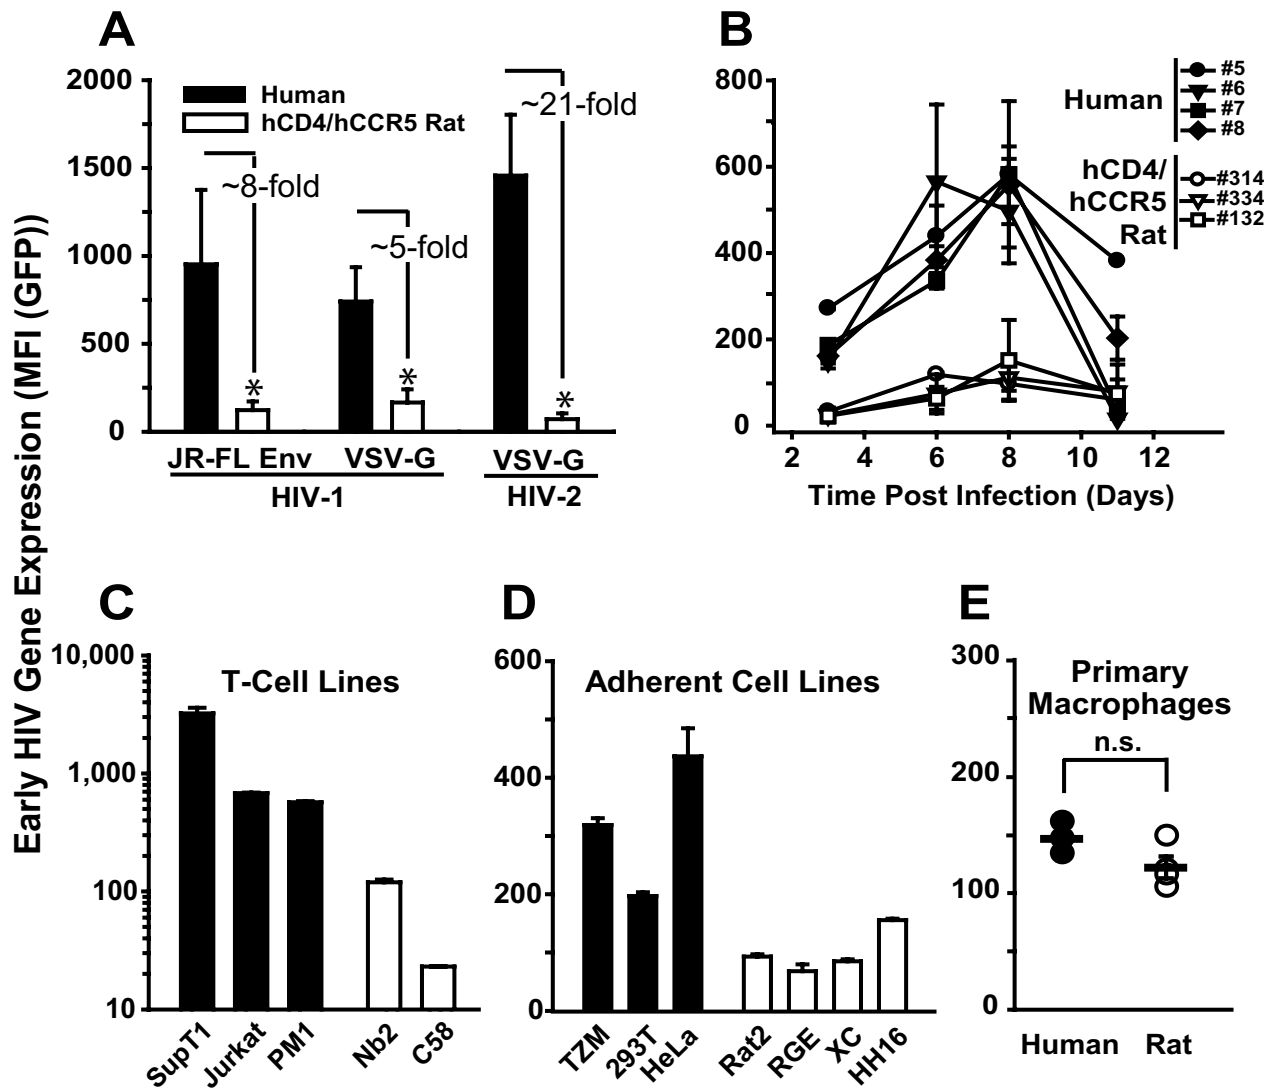 A
B
Early HIV Gene Expression (MFI (GFP))
2000
1500
1000
500
0
Human
hCD4/hCCR5 Rat
~8-fold
~5-fold
~21-fold
*
*
*
JR-FL Env
VSV-G
VSV-G
HIV-1
HIV-2
800
600
400
200
0
Human
#5
#6
#7
#8
hCD4/
hCCR5
Rat
#314
#334
#132
2 4 6 8 10 12
Time Post Infection (Days)
C
D
E
10,000
1,000
100
10
T-Cell Lines
SupT1
Jurkat
PM1
Nb2
C58
600
400
200
0
Adherent Cell Lines
TZM
293T
HeLa
Rat2
RGE
XC
HH16
300
200
100
0
Primary
Macrophages
n.s.
Human Rat